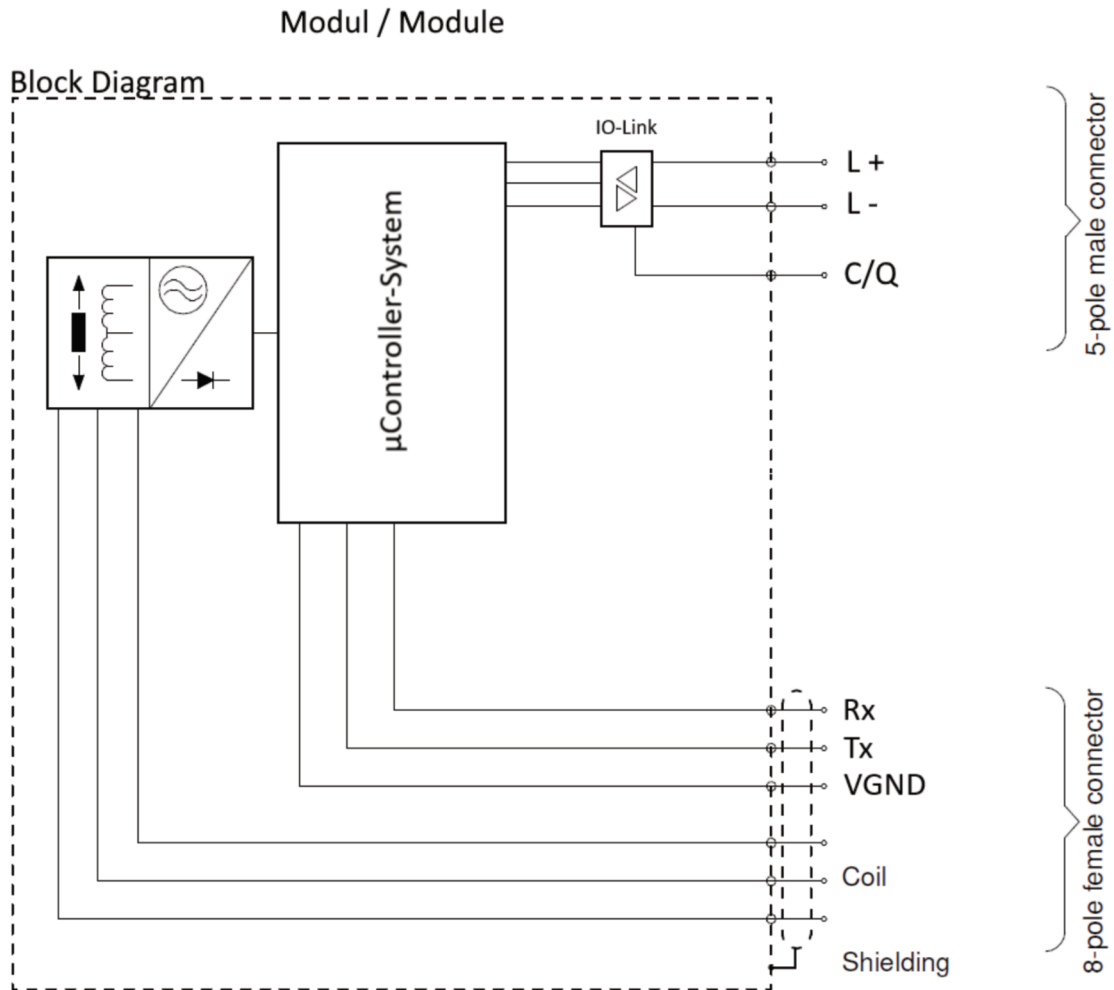 Modul / Module
Block Diagram
IO-Link
L +
L -
C/Q
µController-System
5-pole male connector
Rx
Tx
VGND
Coil
Shielding
8-pole female connector